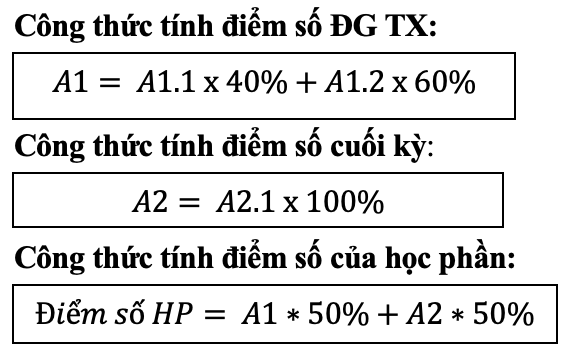 Công thức tính điểm số ĐG TX:
A1 = A1.1 x 40% + A1.2 x 60%
Công thức tính điểm số cuối kỳ:
A2 = A2.1 x 100%
Công thức tính điểm số của học phần:
Điểm số HP = A1 * 50% + A2 * 50%